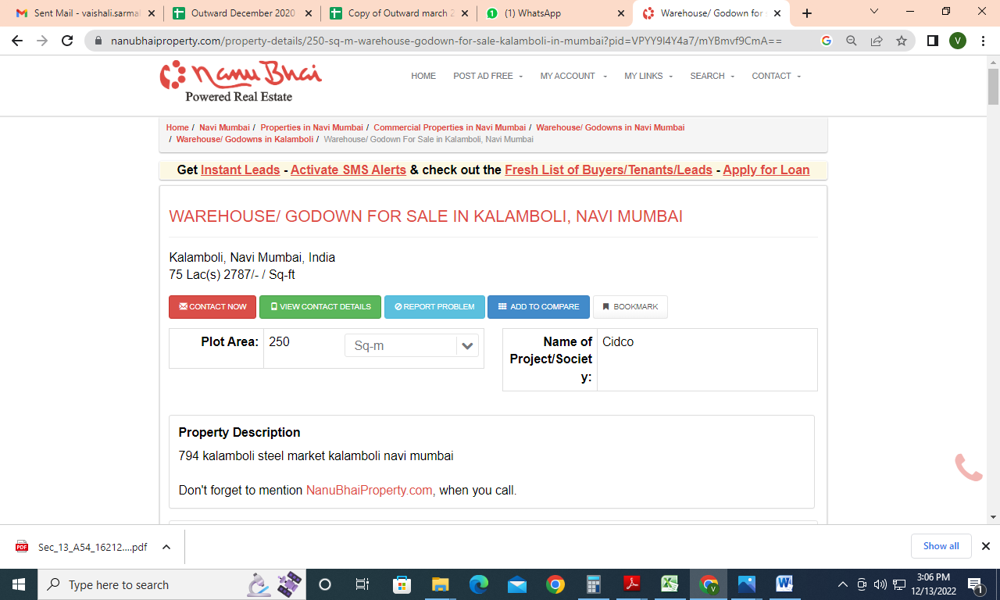 Sent Mail - vaishali.sarmal
Outward December 2020
Copy of Outward march 2
(1) WhatsApp
Warehouse/ Godown for s
nanubhaiproperty.com/property-details/250-sq-m-warehouse-godown-for-sale-kalamboli-in-mumbai?pid=VPYY9I4Y4a7/mYBmvf9CmA==
V
Nanu Bhai
Powered Real Estate
HOME POST AD FREE MY ACCOUNT MY LINKS SEARCH CONTACT
Home / Navi Mumbai / Properties in Navi Mumbai / Commercial Properties in Navi Mumbai / Warehouse/ Godowns in Navi Mumbai
/ Warehouse/ Godowns in Kalamboli / Warehouse/ Godown For Sale in Kalamboli, Navi Mumbai
Get Instant Leads - Activate SMS Alerts & check out the Fresh List of Buyers/Tenants/Leads - Apply for Loan
WAREHOUSE/ GODOWN FOR SALE IN KALAMBOLI, NAVI MUMBAI
Kalamboli, Navi Mumbai, India
75 Lac(s) 2787/- / Sq-ft
CONTACT NOW VIEW CONTACT DETAILS REPORT PROBLEM ADD TO COMPARE BOOKMARK
Plot Area: 250 Sq-m
Name of Cidco
Project/Societ
y:
Property Description
794 kalamboli steel market kalamboli navi mumbai
Don't forget to mention NanuBhaiProperty.com, when you call.
PDF Sec_13_A54_16212....pdf
Show all
Type here to search
3:06 PM
12/13/2022
1